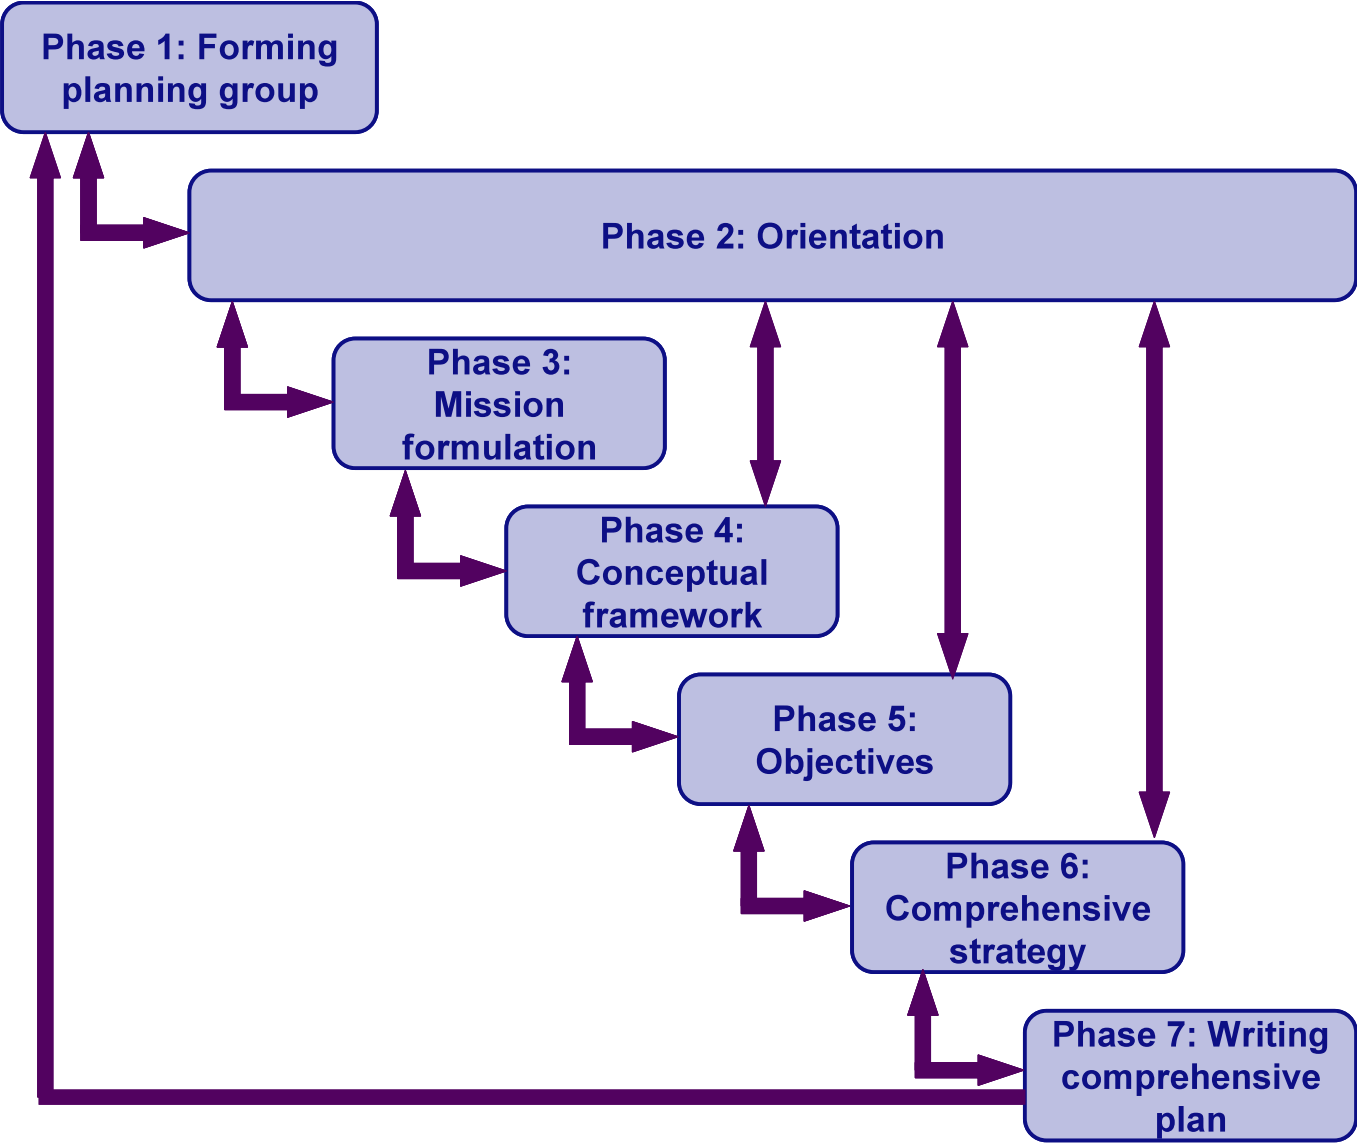 Phase 1: Forming
planning group
Phase 2: Orientation
Phase 3:
Mission
formulation
Phase 4:
Conceptual
framework
Phase 5:
Objectives
Phase 6:
Comprehensive
strategy
Phase 7: Writing
comprehensive
plan